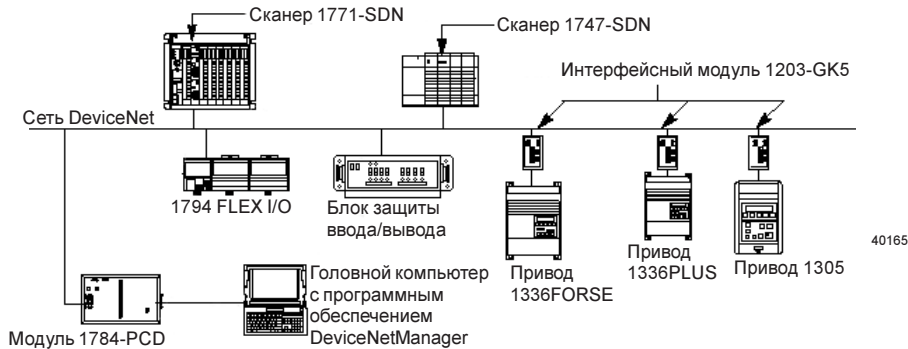 Сканер 1771-SDN
Сканер 1747-SDN
Интерфейсный модуль 1203-GK5
Сеть DeviceNet
1794 FLEX I/O
Блок защиты
ввода/вывода
Привод
1336FORSE
Привод
1336PLUS
Привод 1305
40165
Модуль 1784-PCD
Головной компьютер
с программным
обеспечением
DeviceNetManager